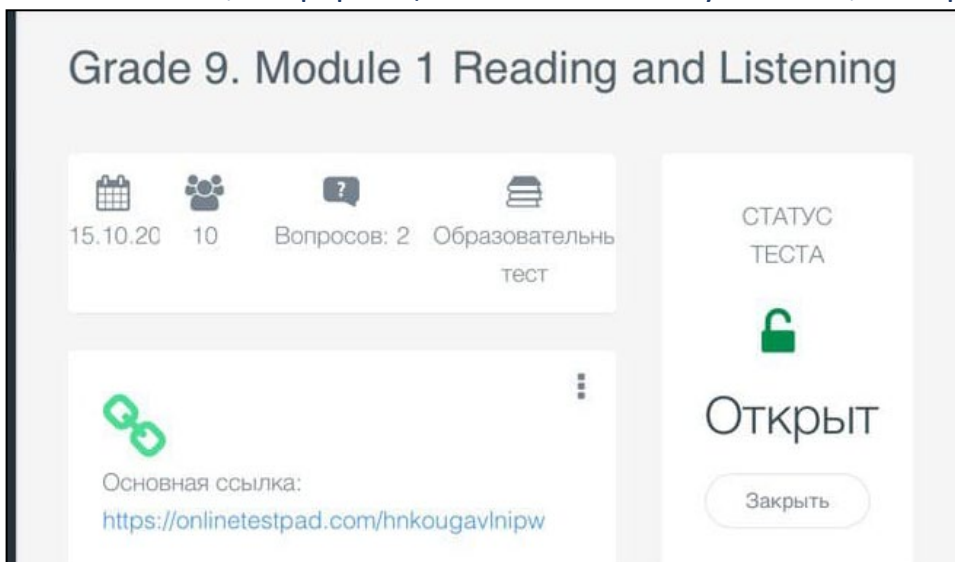 Grade 9. Module 1 Reading and Listening
15.10.20
10
Вопросов: 2
Образовательнь
тест
СТАТУС
ТЕСТА
Открыт
Закрыть
Основная ссылка:
https://onlinetestpad.com/hnkougavlnipw